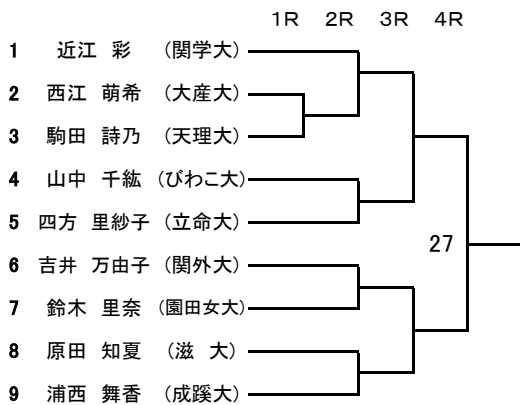 1R 2R 3R 4R
1 近江 彩 (関学大)
2 西江 萌希 (大産大)
3 駒田 詩乃 (天理大)
4 山中 千紘 (びわこ大)
5 四方 里紗子 (立命大)
27
6 吉井 万由子 (関外大)
7 鈴木 里奈 (園田女大)
8 原田 知夏 (滋 大)
9 浦西 舞香 (成蹊大)